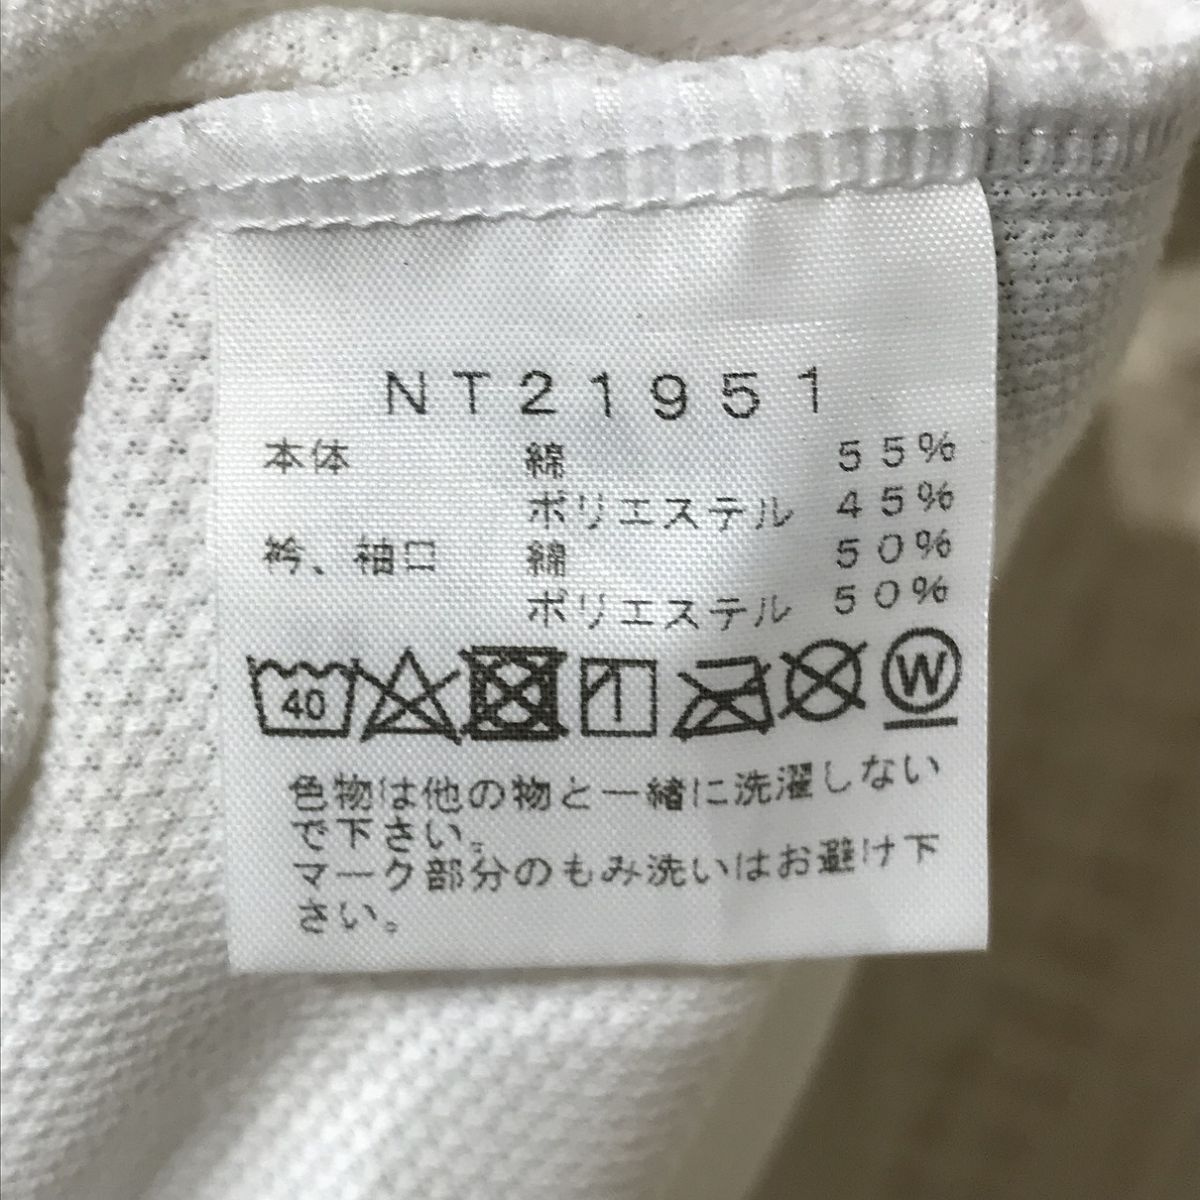 NT21951
本体 綿 55%
ポリエステル 45%
衿、袖口 綿 50%
ポリエステル 50%
40 W
色物は他の物と一緒に洗濯しない
で下さい。
マーク部分のもみ洗いはお避け下
さい。